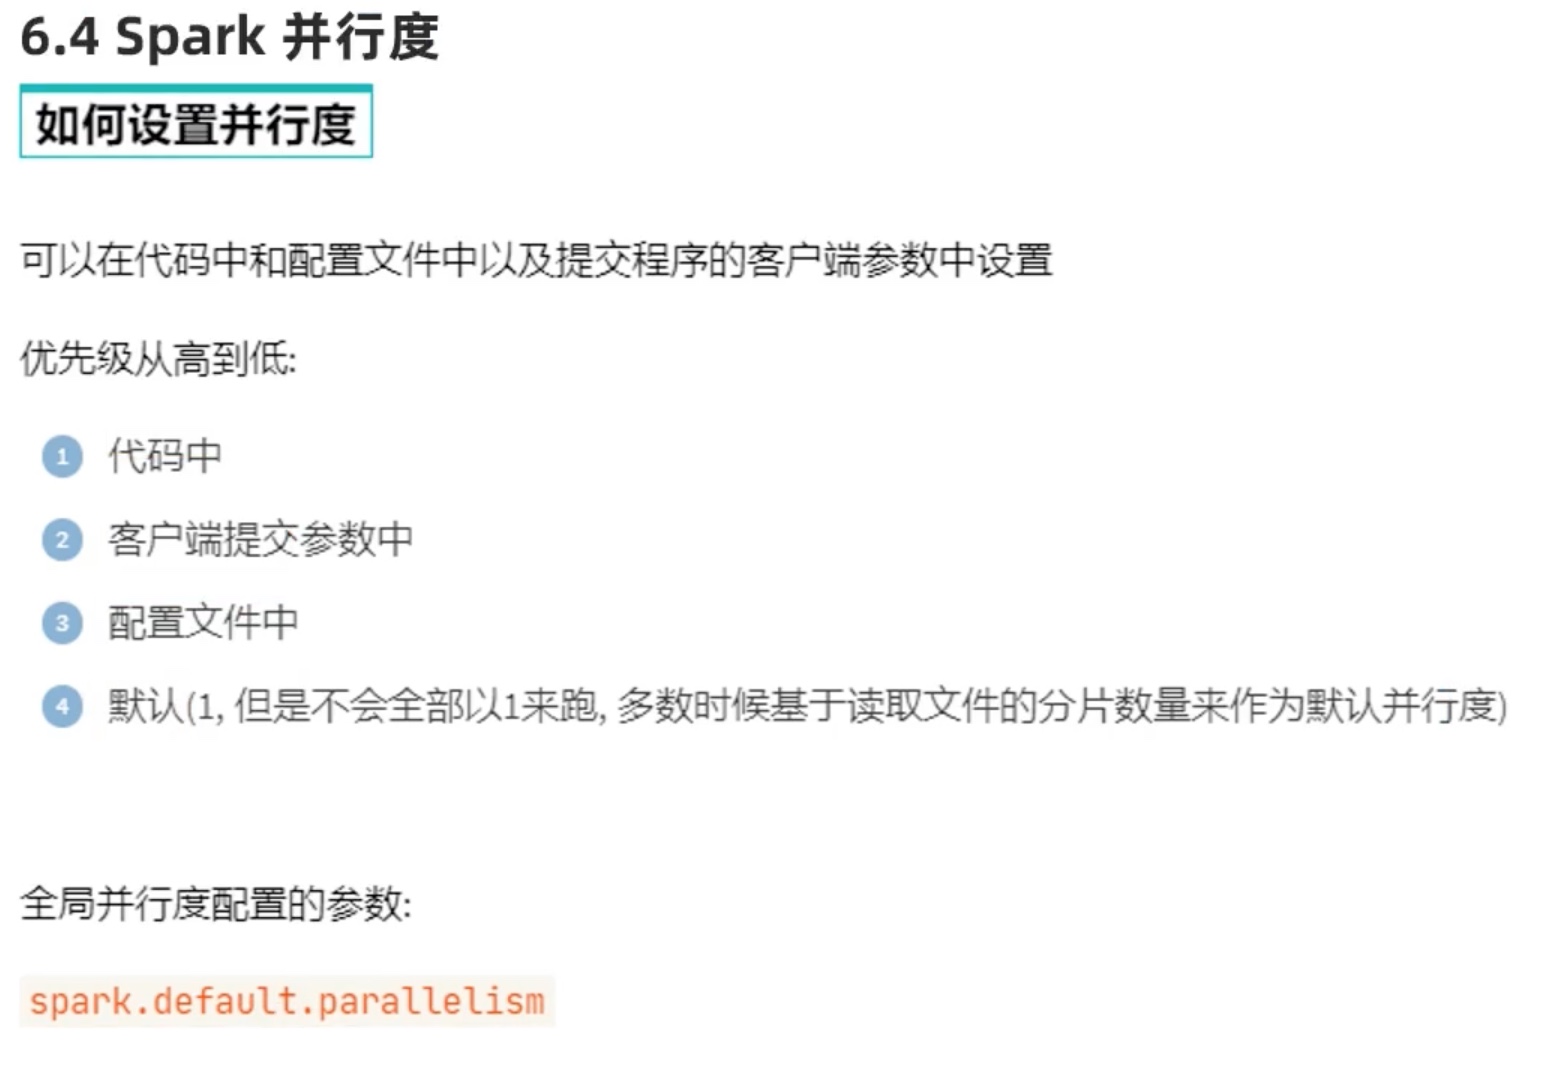 6.4 Spark 并行度
如何设置并行度
可以在代码中和配置文件中以及提交程序的客户端参数中设置
优先级从高到低:
1 代码中
2 客户端提交参数中
3 配置文件中
4 默认(1, 但是不会全部以1来跑, 多数时候基于读取文件的分片数量来作为默认并行度)
全局并行度配置的参数:
spark.default.parallelism